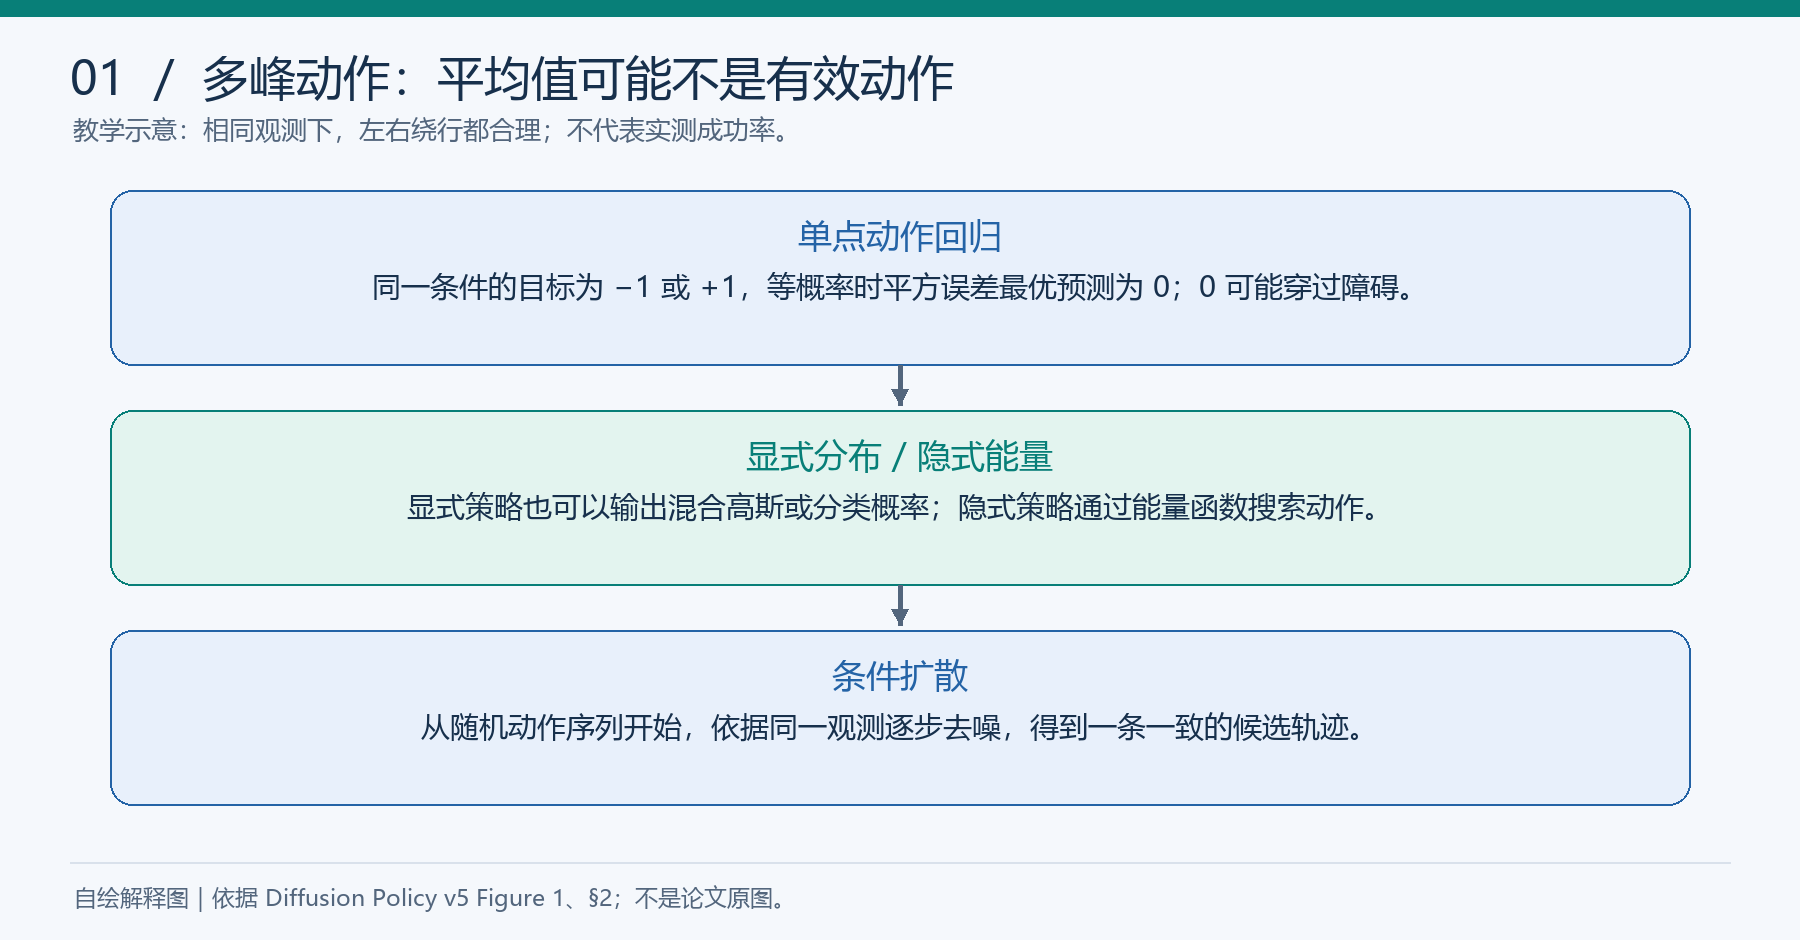 01 / 多峰动作：平均值可能不是有效动作
教学示意：相同观测下，左右绕行都合理；不代表实测成功率。
单点动作回归
同一条件的目标为 −1 或 +1，等概率时平方误差最优预测为 0；0 可能穿过障碍。
显式分布 / 隐式能量
显式策略也可以输出混合高斯或分类概率；隐式策略通过能量函数搜索动作。
条件扩散
从随机动作序列开始，依据同一观测逐步去噪，得到一条一致的候选轨迹。
自绘解释图 | 依据 Diffusion Policy v5 Figure 1、§2；不是论文原图。